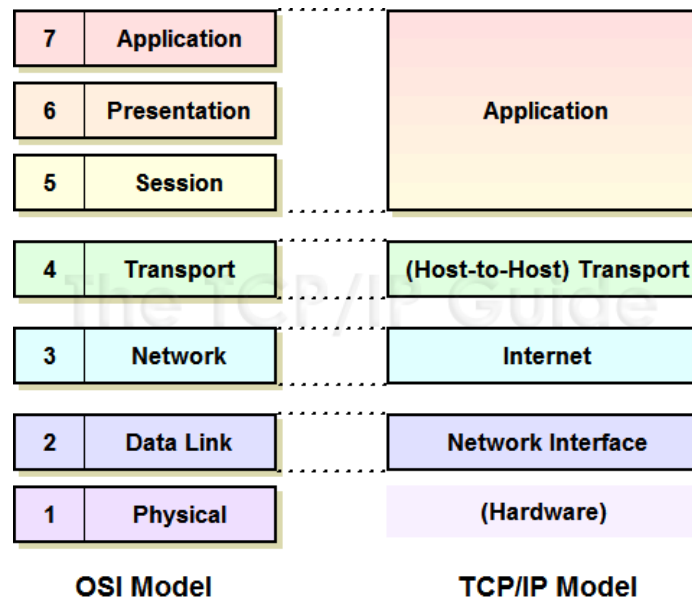 7 Application
6 Presentation
Application
5 Session
4 Transport
(Host-to-Host) Transport
The TCP/IP Guide
3 Network
Internet
2 Data Link
Network Interface
1 Physical
(Hardware)
OSI Model
TCP/IP Model